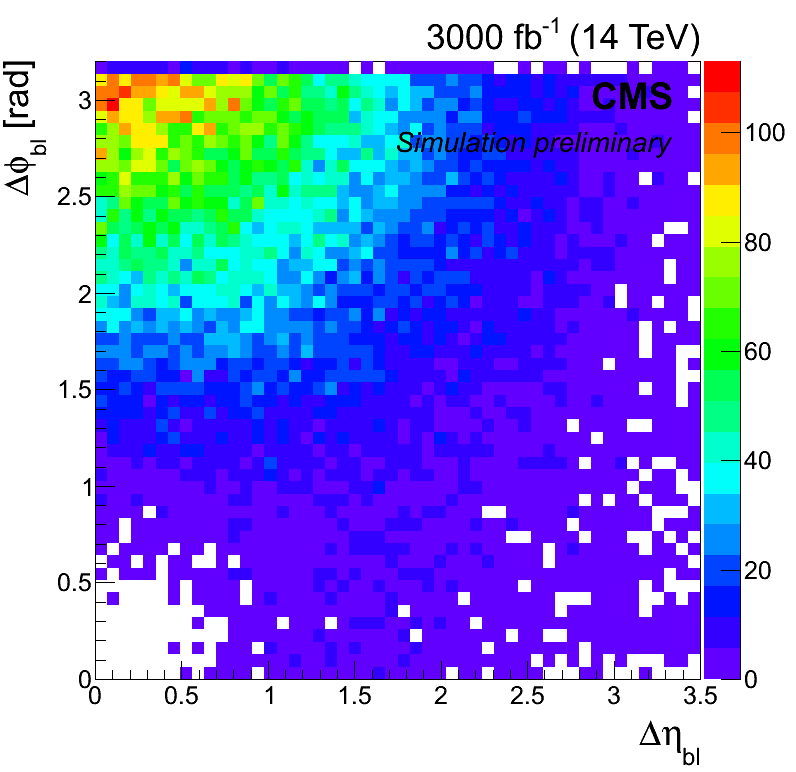 3000 fb-1 (14 TeV)
CMS
Simulation preliminary
Δϕbl [rad]
3
2.5
2
1.5
1
0.5
0
0 0.5 1 1.5 2 2.5 3 3.5
Δηbl
100
80
60
40
20
0